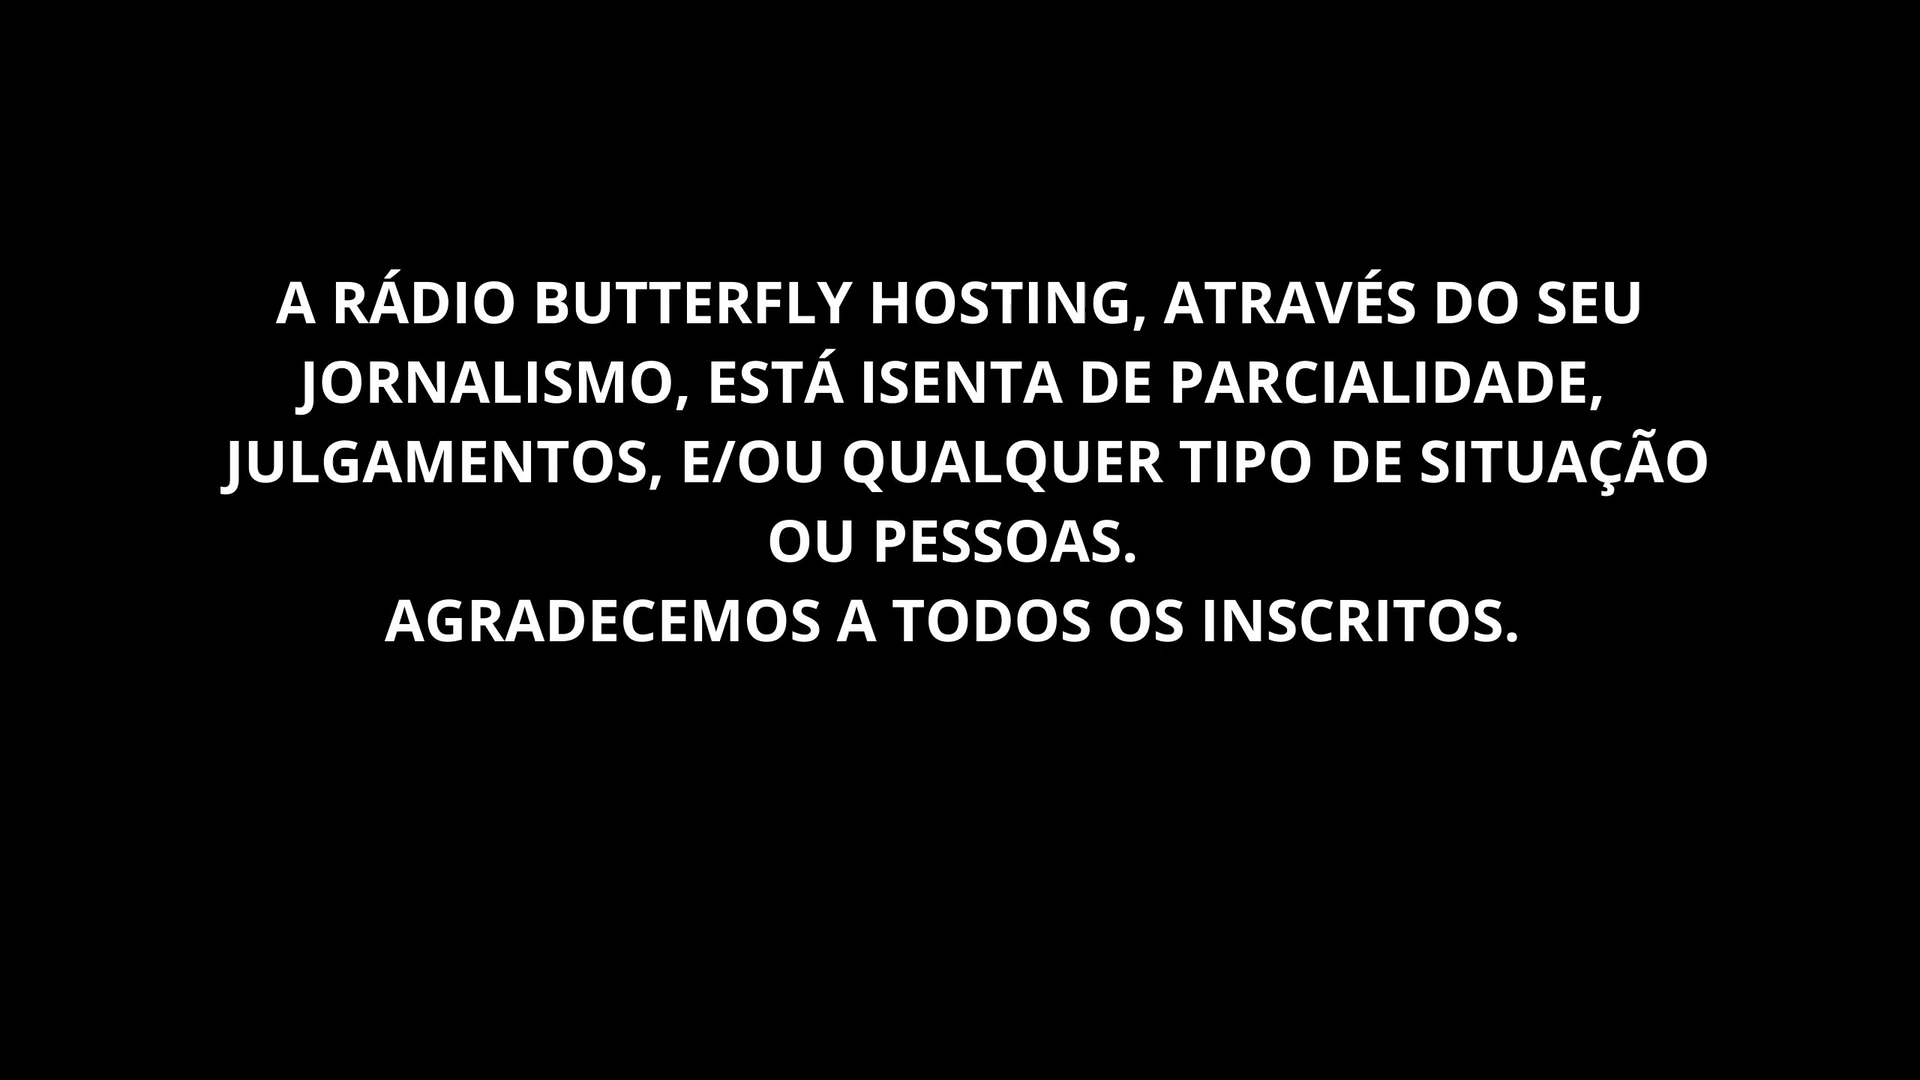 A RÁDIO BUTTERFLY HOSTING, ATRAVÉS DO SEU
JORNALISMO, ESTÁ ISENTA DE PARCIALIDADE,
JULGAMENTOS, E/OU QUALQUER TIPO DE SITUAÇÃO
OU PESSOAS.
AGRADECEMOS A TODOS OS INSCRITOS.